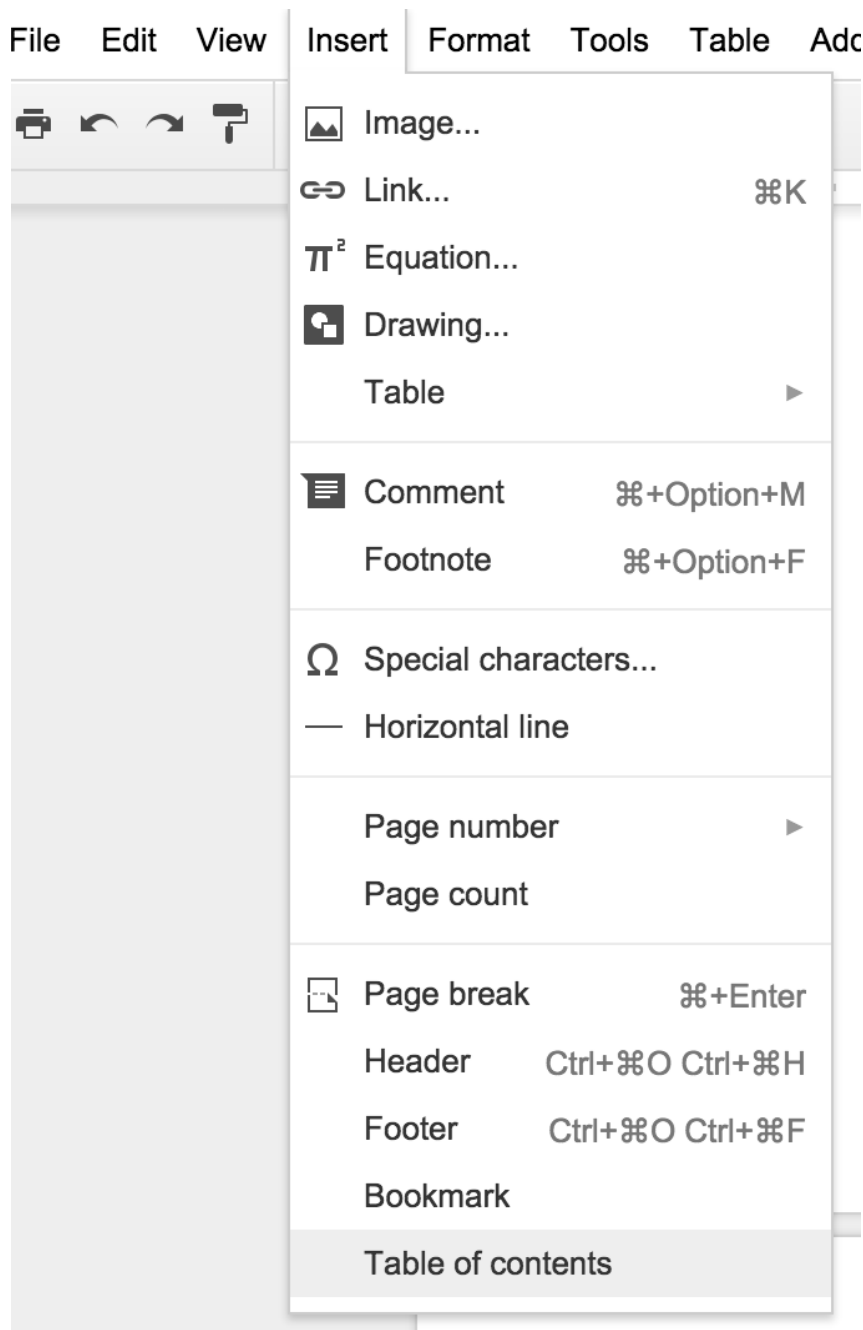 File Edit View Insert Format Tools Table Add
Image...
Link... ⌘K
Equation...
Drawing...
Table
Comment ⌘+Option+M
Footnote ⌘+Option+F
Special characters...
Horizontal line
Page number
Page count
Page break ⌘+Enter
Header Ctrl+⌘O Ctrl+⌘H
Footer Ctrl+⌘O Ctrl+⌘F
Bookmark
Table of contents